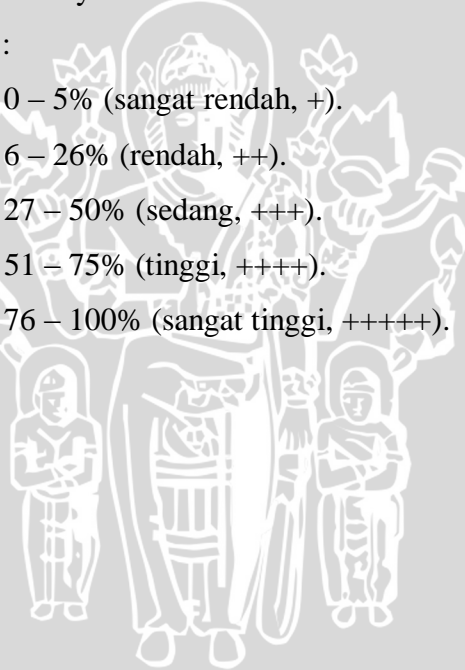 :
0 – 5% (sangat rendah, +).
6 – 26% (rendah, ++).
27 – 50% (sedang, +++).
51 – 75% (tinggi, ++++).
76 – 100% (sangat tinggi, +++++).